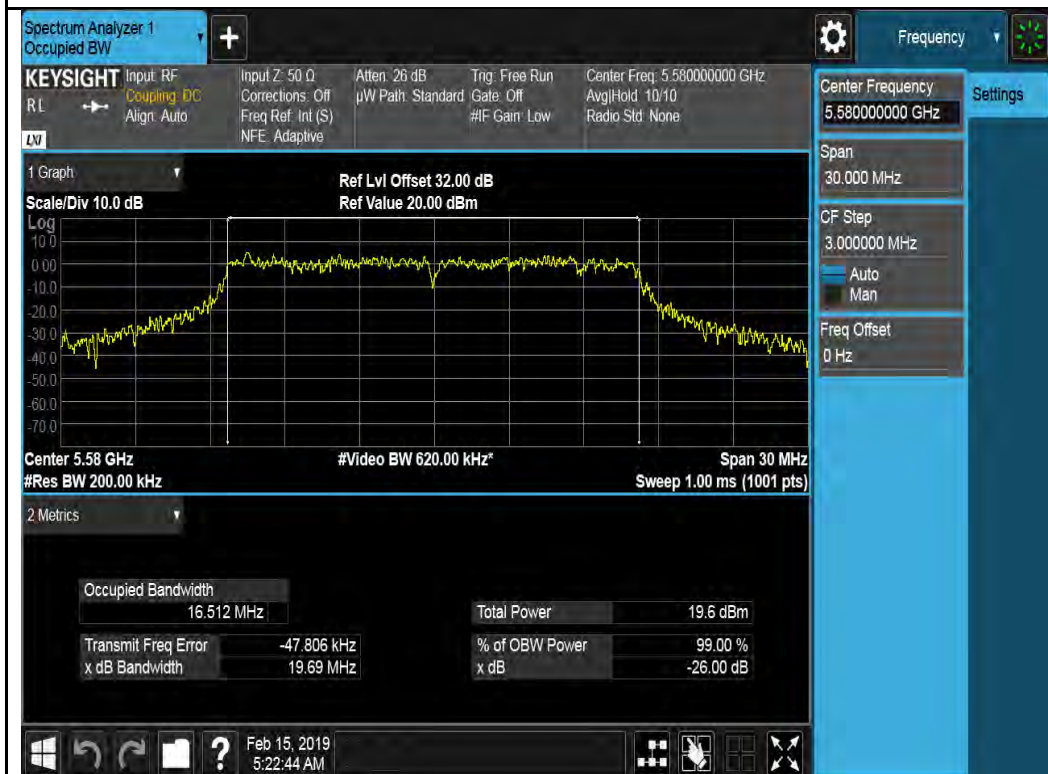 Spectrum Analyzer 1
Occupied BW
+
Frequency
KEYSIGHT
R L
LXI
Input: RF
Coupling: DC
Align: Auto
Input Z: 50 Ω
Corrections: Off
Freq Ref: Int (S)
NFE: Adaptive
Atten: 26 dB
µW Path: Standard
Trig: Free Run
Gate: Off
#IF Gain: Low
Center Freq: 5.580000000 GHz
Avg|Hold: 10/10
Radio Std: None
Center Frequency
5.580000000 GHz
Settings
Span
30.000 MHz
CF Step
3.000000 MHz
Auto
Man
Freq Offset
0 Hz
1 Graph
Scale/Div 10.0 dB
Ref Lvl Offset 32.00 dB
Ref Value 20.00 dBm
Log
10.0
0.00
-10.0
-20.0
-30.0
-40.0
-50.0
-60.0
-70.0
Center 5.58 GHz
#Video BW 620.00 kHz*
Span 30 MHz
#Res BW 200.00 kHz
Sweep 1.00 ms (1001 pts)
2 Metrics
Occupied Bandwidth
16.512 MHz
Total Power 19.6 dBm
Transmit Freq Error -47.806 kHz
% of OBW Power 99.00 %
x dB Bandwidth 19.69 MHz
x dB -26.00 dB
?
Feb 15, 2019
5:22:44 AM